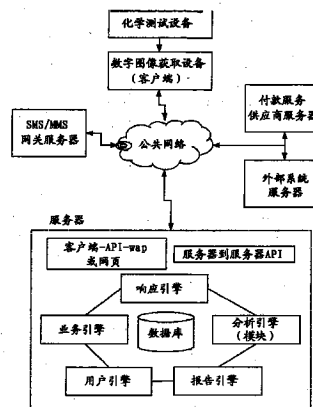 化学测试设备
数字图像获取设备
(客户端)
SMS/MMS
网关服务器
公共网络
付款服务
供应商服务器
外部系统
服务器
服务器
客户端-API-wap
或网页
服务器到服务器API
响应引擎
业务引擎
数据库
分析引擎
(模块)
用户引擎
报告引擎